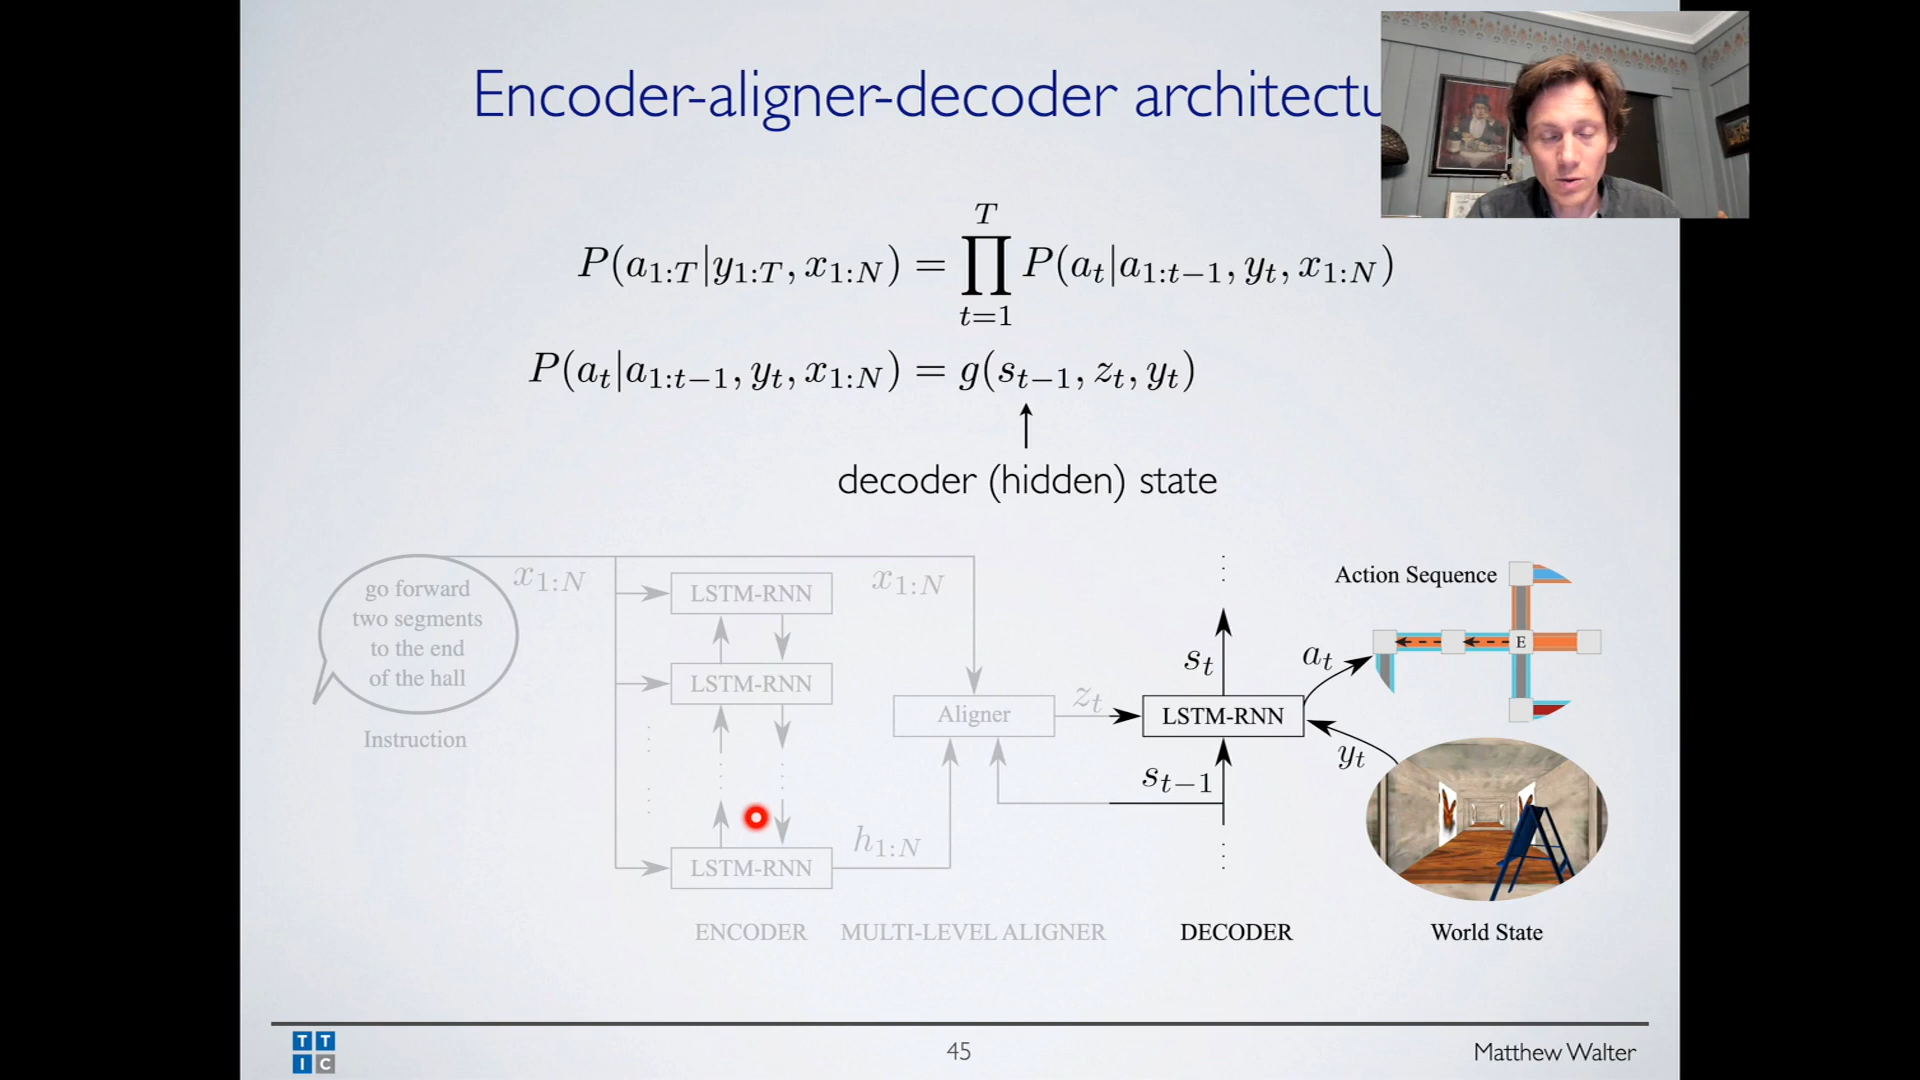 Encoder-aligner-decoder architectu
P(a_{1:T}|y_{1:T}, x_{1:N}) = ∏_{t=1}^{T} P(a_t|a_{1:t−1}, y_t, x_{1:N})
P(a_t|a_{1:t−1}, y_t, x_{1:N}) = g(s_{t−1}, z_t, y_t)
decoder (hidden) state
go forward
two segments
to the end
of the hall
Instruction
x_{1:N}
LSTM-RNN
LSTM-RNN
LSTM-RNN
x_{1:N}
h_{1:N}
Aligner
z_t
s_t
LSTM-RNN
s_{t−1}
a_t
y_t
Action Sequence
E
ENCODER
MULTI-LEVEL ALIGNER
DECODER
World State
TTIC
45
Matthew Walter